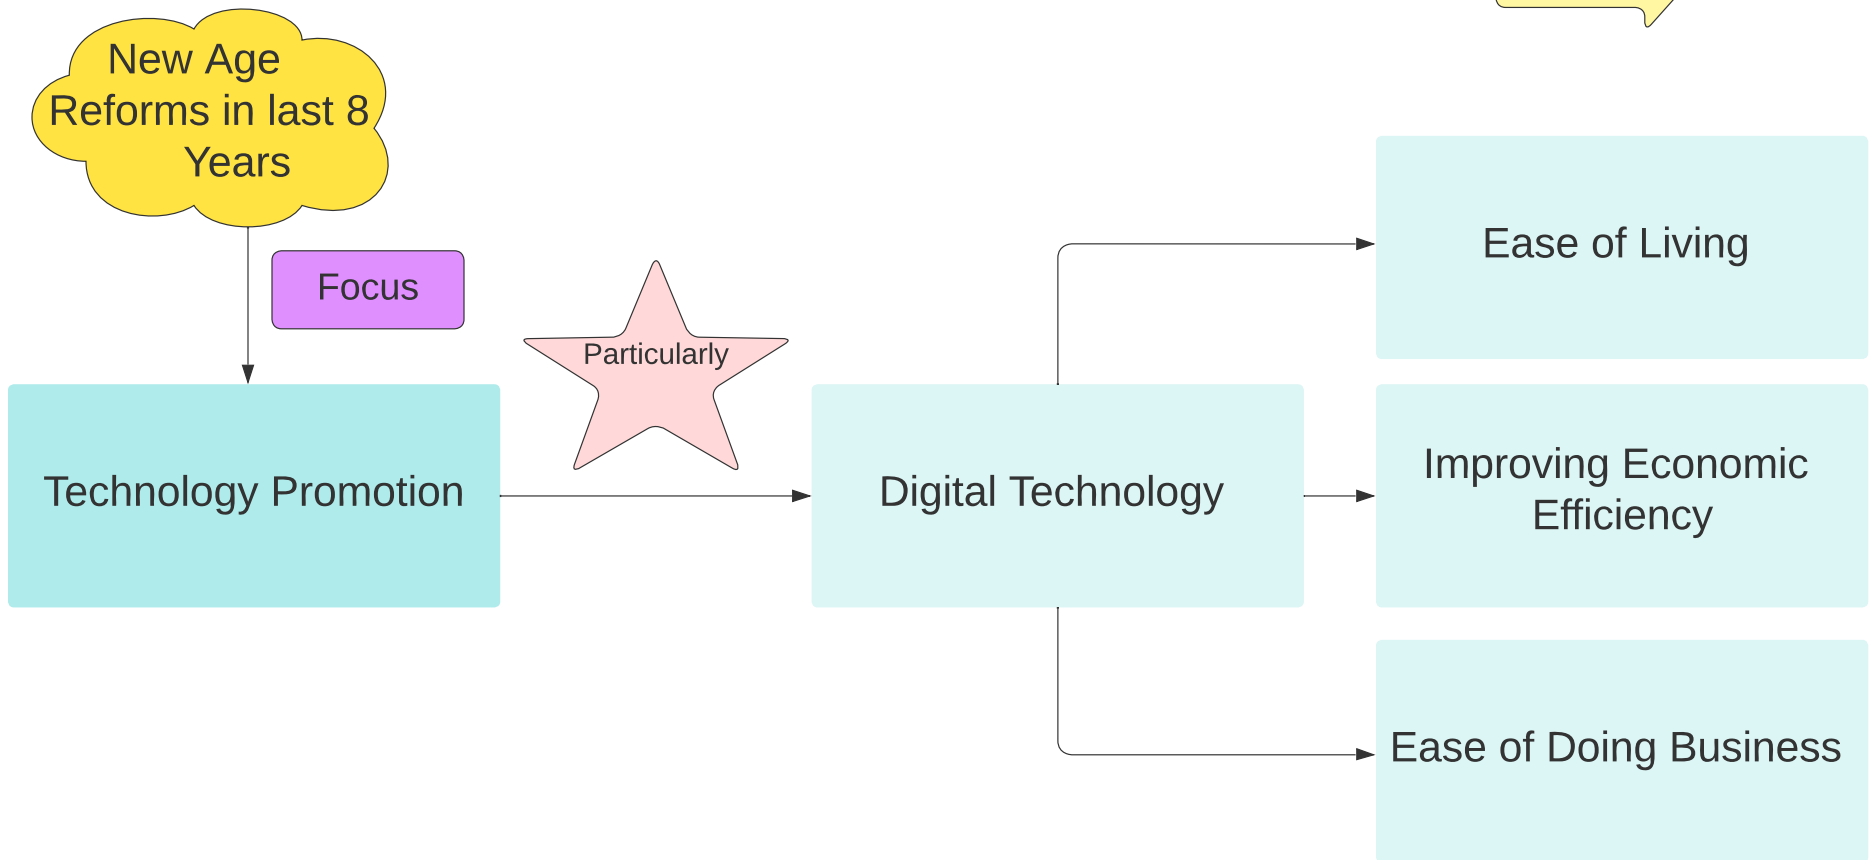 New Age
Reforms in last 8
Years
Focus
Particularly
Technology Promotion
Digital Technology
Ease of Living
Improving Economic
Efficiency
Ease of Doing Business